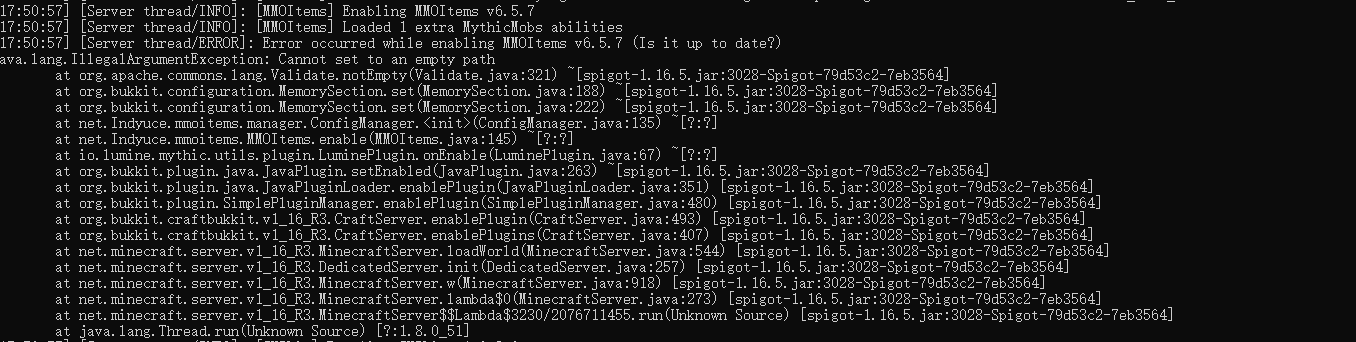 17:50:57] [Server thread/INFO]: [MMOItems] Enabling MMOItems v6.5.7
17:50:57] [Server thread/INFO]: [MMOItems] Loaded 1 extra MythicMobs abilities
17:50:57] [Server thread/ERROR]: Error occurred while enabling MMOItems v6.5.7 (Is it up to date?)
ava.lang.IllegalArgumentException: Cannot set to an empty path
at org.apache.commons.lang.Validate.notEmpty(Validate.java:321) ~[spigot-1.16.5.jar:3028-Spigot-79d53c2-7eb3564]
at org.bukkit.configuration.MemorySection.set(MemorySection.java:188) ~[spigot-1.16.5.jar:3028-Spigot-79d53c2-7eb3564]
at org.bukkit.configuration.MemorySection.set(MemorySection.java:222) ~[spigot-1.16.5.jar:3028-Spigot-79d53c2-7eb3564]
at net.Indyuce.mmoitems.manager.ConfigManager.<init>(ConfigManager.java:135) ~[?:?]
at net.Indyuce.mmoitems.MMOItems.enable(MMOItems.java:145) ~[?:?]
at io.lumine.mythic.utils.plugin.LuminePlugin.onEnable(LuminePlugin.java:67) ~[?:?]
at org.bukkit.plugin.java.JavaPlugin.setEnabled(JavaPlugin.java:263) ~[spigot-1.16.5.jar:3028-Spigot-79d53c2-7eb3564]
at org.bukkit.plugin.java.JavaPluginLoader.enablePlugin(JavaPluginLoader.java:351) [spigot-1.16.5.jar:3028-Spigot-79d53c2-7eb3564]
at org.bukkit.plugin.SimplePluginManager.enablePlugin(SimplePluginManager.java:480) [spigot-1.16.5.jar:3028-Spigot-79d53c2-7eb3564]
at org.bukkit.craftbukkit.v1_16_R3.CraftServer.enablePlugin(CraftServer.java:493) [spigot-1.16.5.jar:3028-Spigot-79d53c2-7eb3564]
at org.bukkit.craftbukkit.v1_16_R3.CraftServer.enablePlugins(CraftServer.java:407) [spigot-1.16.5.jar:3028-Spigot-79d53c2-7eb3564]
at net.minecraft.server.v1_16_R3.MinecraftServer.loadWorld(MinecraftServer.java:544) [spigot-1.16.5.jar:3028-Spigot-79d53c2-7eb3564]
at net.minecraft.server.v1_16_R3.DedicatedServer.init(DedicatedServer.java:257) [spigot-1.16.5.jar:3028-Spigot-79d53c2-7eb3564]
at net.minecraft.server.v1_16_R3.MinecraftServer.w(MinecraftServer.java:918) [spigot-1.16.5.jar:3028-Spigot-79d53c2-7eb3564]
at net.minecraft.server.v1_16_R3.MinecraftServer.lambda$0(MinecraftServer.java:273) [spigot-1.16.5.jar:3028-Spigot-79d53c2-7eb3564]
at net.minecraft.server.v1_16_R3.MinecraftServer$$Lambda$3230/2076711455.run(Unknown Source) [spigot-1.16.5.jar:3028-Spigot-79d53c2-7eb3564]
at java.lang.Thread.run(Unknown Source) [?:1.8.0_51]